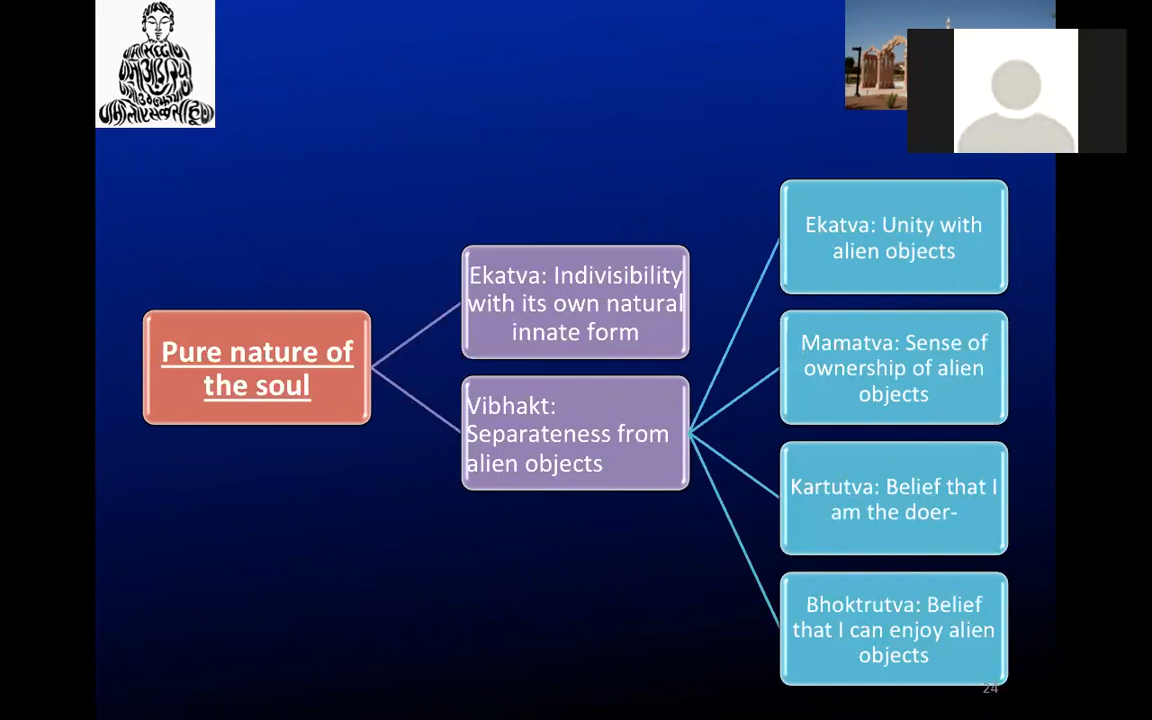 Pure nature of
the soul
Ekatva: Indivisibility
with its own natural
innate form
Vibhakt:
Separateness from
alien objects
Ekatva: Unity with
alien objects
Mamatva: Sense of
ownership of alien
objects
Kartutva: Belief that I
am the doer-
Bhoktrutva: Belief
that I can enjoy alien
objects
24